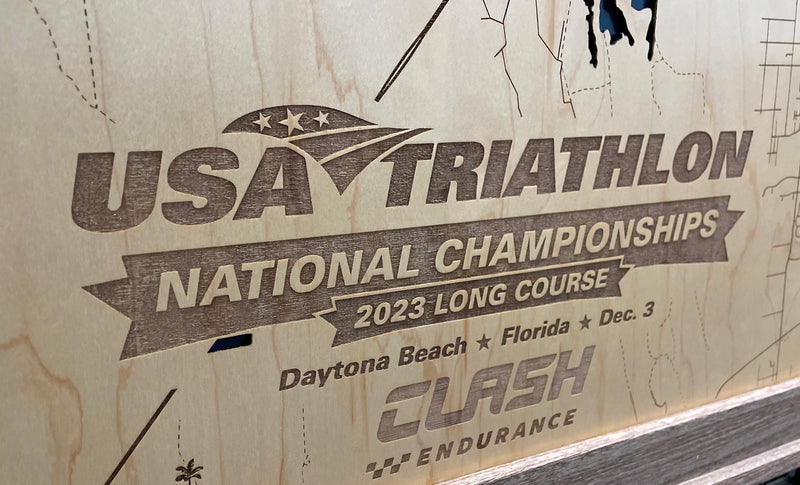 USA TRIATHLON
NATIONAL CHAMPIONSHIPS
2023 LONG COURSE
Daytona Beach ★ Florida ★ Dec. 3
CLASH
ENDURANCE